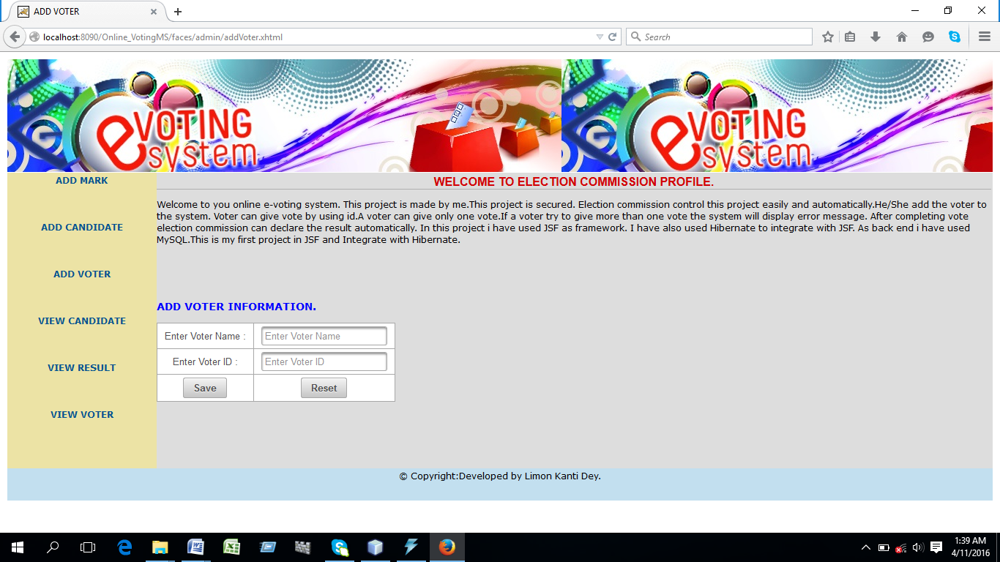 ADD VOTER
localhost:8090/Online_VotingMS/faces/admin/addVoter.xhtml
Search
eVOTING system
eVOTING system
ADD MARK
ADD CANDIDATE
ADD VOTER
VIEW CANDIDATE
VIEW RESULT
VIEW VOTER
WELCOME TO ELECTION COMMISSION PROFILE.
Welcome to you online e-voting system. This project is made by me.This project is secured. Election commission control this project easily and automatically.He/She add the voter to
the system. Voter can give vote by using id.A voter can give only one vote.If a voter try to give more than one vote the system will display error message. After completing vote
election commission can declare the result automatically. In this project i have used JSF as framework. I have also used Hibernate to integrate with JSF. As back end i have used
MySQL.This is my first project in JSF and Integrate with Hibernate.
ADD VOTER INFORMATION.
Enter Voter Name : Enter Voter Name
Enter Voter ID : Enter Voter ID
Save Reset
© Copyright:Developed by Limon Kanti Dey.
1:39 AM
4/11/2016